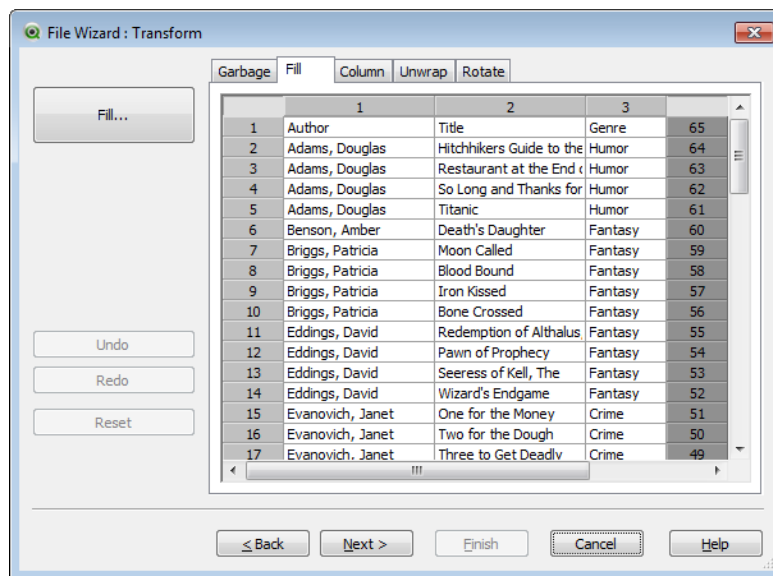 File Wizard : Transform
Garbage Fill Column Unwrap Rotate
Fill...
1 2 3
1 Author Title Genre 65
2 Adams, Douglas Hitchhikers Guide to the Humor 64
3 Adams, Douglas Restaurant at the End Humor 63
4 Adams, Douglas So Long and Thanks for Humor 62
5 Adams, Douglas Titanic Humor 61
6 Benson, Amber Death's Daughter Fantasy 60
7 Briggs, Patricia Moon Called Fantasy 59
8 Briggs, Patricia Blood Bound Fantasy 58
9 Briggs, Patricia Iron Kissed Fantasy 57
10 Briggs, Patricia Bone Crossed Fantasy 56
11 Eddings, David Redemption of Althalus, Fantasy 55
12 Eddings, David Pawn of Prophecy Fantasy 54
13 Eddings, David Seeress of Kell, The Fantasy 53
14 Eddings, David Wizard's Endgame Fantasy 52
15 Evanovich, Janet One for the Money Crime 51
16 Evanovich, Janet Two for the Dough Crime 50
17 Evanovich, Janet Three to Get Deadly Crime 49
Undo
Redo
Reset
< Back Next > Finish Cancel Help